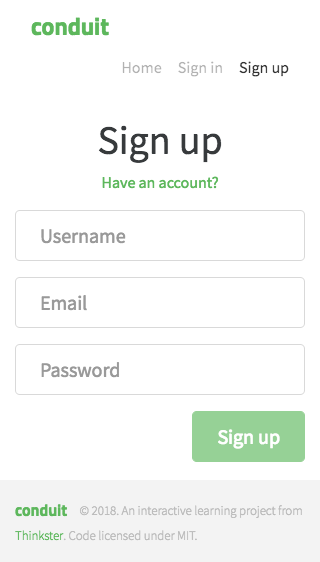 conduit
Home Sign in Sign up
Sign up
Have an account?
Username
Email
Password
Sign up
conduit © 2018. An interactive learning project from
Thinkster. Code licensed under MIT.